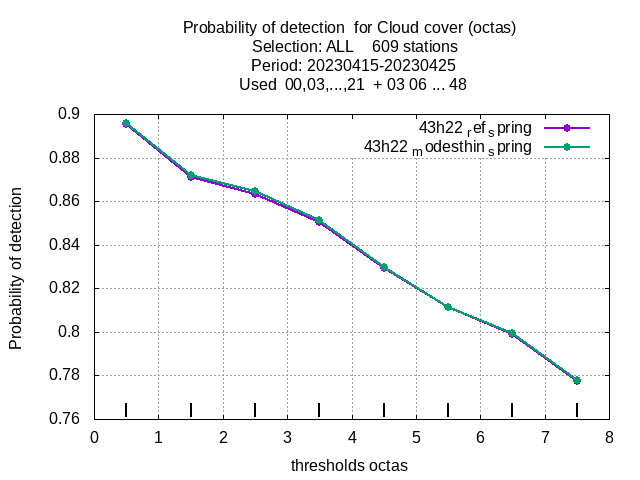 Probability of detection  for Cloud cover (octas)
Selection: ALL    609 stations
Period: 20230415-20230425
Used  00,03,...,21  + 03 06 ... 48
43h22 ref spring
43h22 modesthin spring
0.9
0.88
0.86
0.84
0.82
0.8
0.78
0.76
Probability of detection
0 1 2 3 4 5 6 7 8
thresholds octas